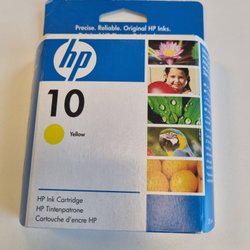 Precise. Reliable. Original HP Inks.
hp
10
Yellow
HP Ink Cartridge
HP Tintenpatrone
Cartouche d'encre HP